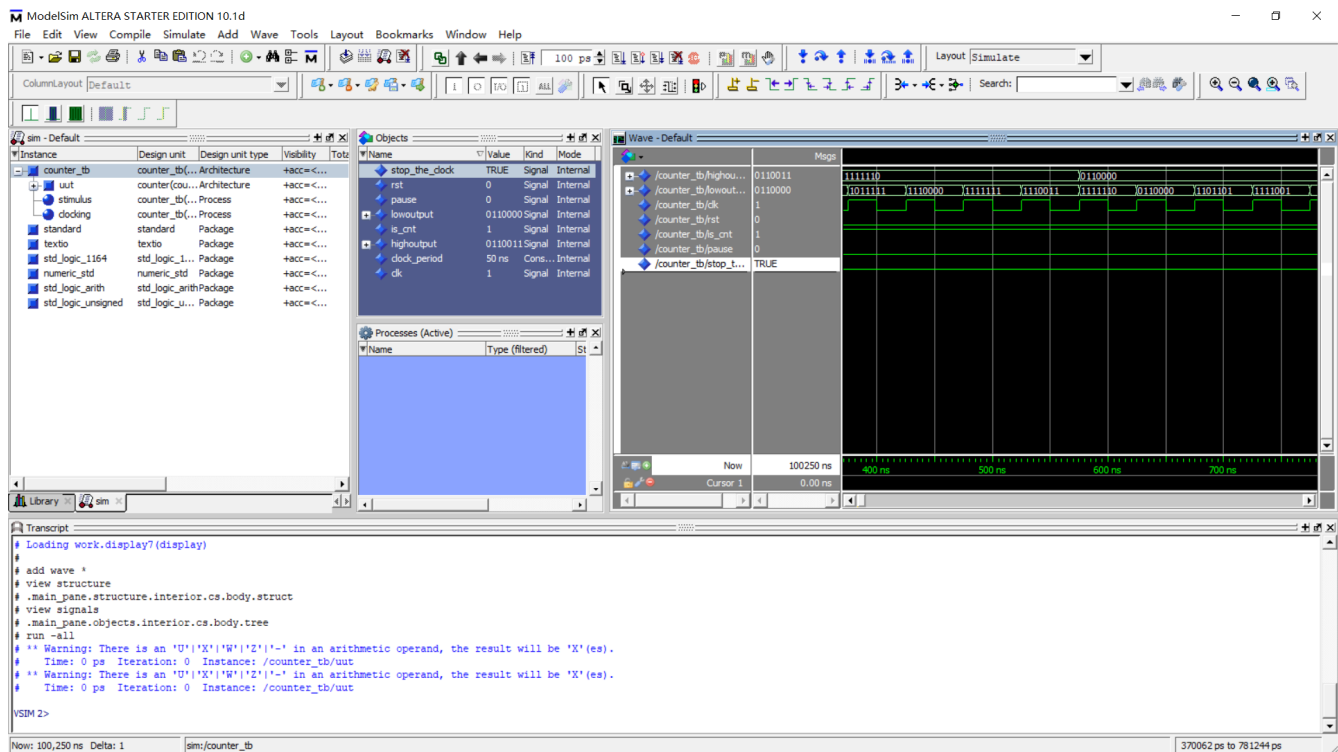 ModelSim ALTERA STARTER EDITION 10.1d
File Edit View Compile Simulate Add Wave Tools Layout Bookmarks Window Help
100 ps Layout Simulate
ColumnLayout Default ALL Search:
sim - Default
Instance Design unit Design unit type Visibility Tota
counter_tb counter_tb(... Architecture +acc=<...
uut counter(cou... Architecture +acc=<...
stimulus counter_tb(... Process +acc=<...
clocking counter_tb(... Process +acc=<...
standard standard Package +acc=<...
textio textio Package +acc=<...
std_logic_1164 std_logic_1... Package +acc=<...
numeric_std numeric_std Package +acc=<...
std_logic_arith std_logic_arith Package +acc=<...
std_logic_unsigned std_logic_u... Package +acc=<...
Library sim
Objects
Name Value Kind Mode
stop_the_clock TRUE Signal Internal
rst 0 Signal Internal
pause 0 Signal Internal
lowoutput 0110000 Signal Internal
is_cnt 1 Signal Internal
highoutput 0110011 Signal Internal
clock_period 50 ns Cons... Internal
clk 1 Signal Internal
Processes (Active)
Name Type (filtered) St
Wave - Default
Msgs
/counter_tb/highou... 0110011 1111110 0110000
/counter_tb/lowout... 0110000 1011111 1110000 1111111 1110011 1111110 0110000 1101101 1111001
/counter_tb/clk 1
/counter_tb/rst 0
/counter_tb/is_cnt 1
/counter_tb/pause 0
/counter_tb/stop_t... TRUE
Now 100250 ns 400 ns 500 ns 600 ns 700 ns
Cursor 1 0.00 ns
Transcript
# Loading work.display7(display)
#
# add wave *
# view structure
# .main_pane.structure.interior.cs.body.struct
# view signals
# .main_pane.objects.interior.cs.body.tree
# run -all
# ** Warning: There is an 'U'|'X'|'W'|'Z'|'-' in an arithmetic operand, the result will be 'X'(es).
# Time: 0 ps Iteration: 0 Instance: /counter_tb/uut
# ** Warning: There is an 'U'|'X'|'W'|'Z'|'-' in an arithmetic operand, the result will be 'X'(es).
# Time: 0 ps Iteration: 0 Instance: /counter_tb/uut
VSIM 2>
Now: 100,250 ns Delta: 1 sim:/counter_tb 370062 ps to 781244 ps